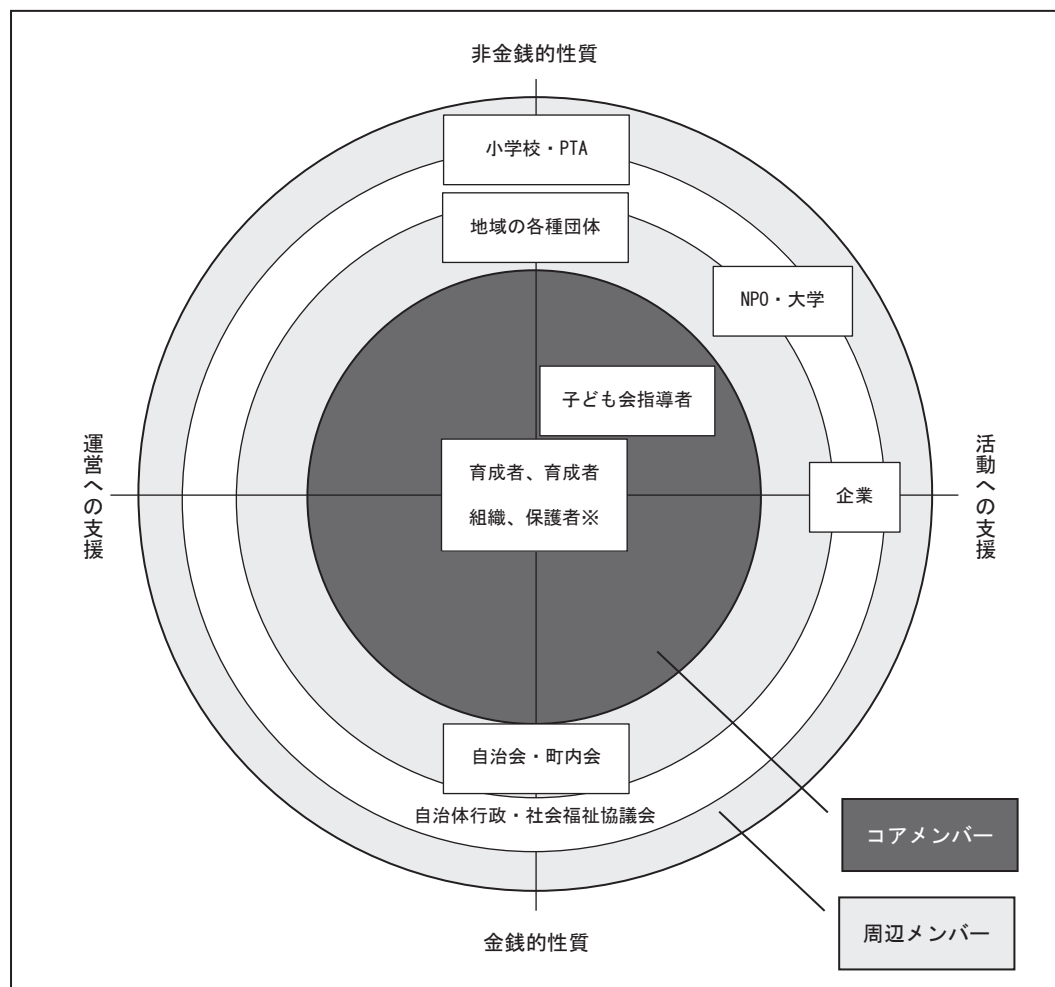 非金銭的性質
小学校・PTA
地域の各種団体
NPO・大学
子ども会指導者
運営への支援
育成者、育成者
組織、保護者※
企業
活動への支援
自治会・町内会
自治体行政・社会福祉協議会
コアメンバー
周辺メンバー
金銭的性質